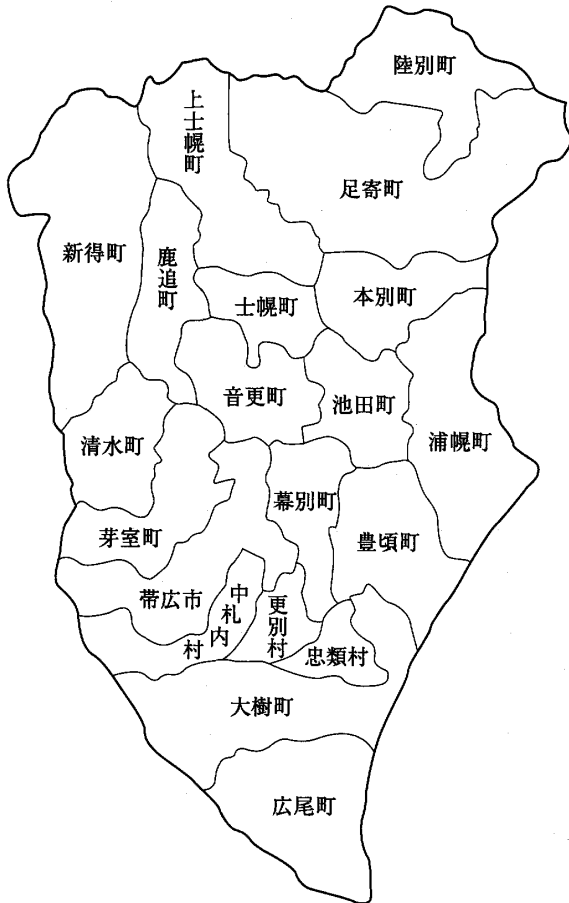 陸別町
上士幌町
足寄町
新得町
鹿追町
士幌町
本別町
音更町
池田町
清水町
浦幌町
幕別町
芽室町
豊頃町
帯広市
中札内村
更別村
忠類村
大樹町
広尾町